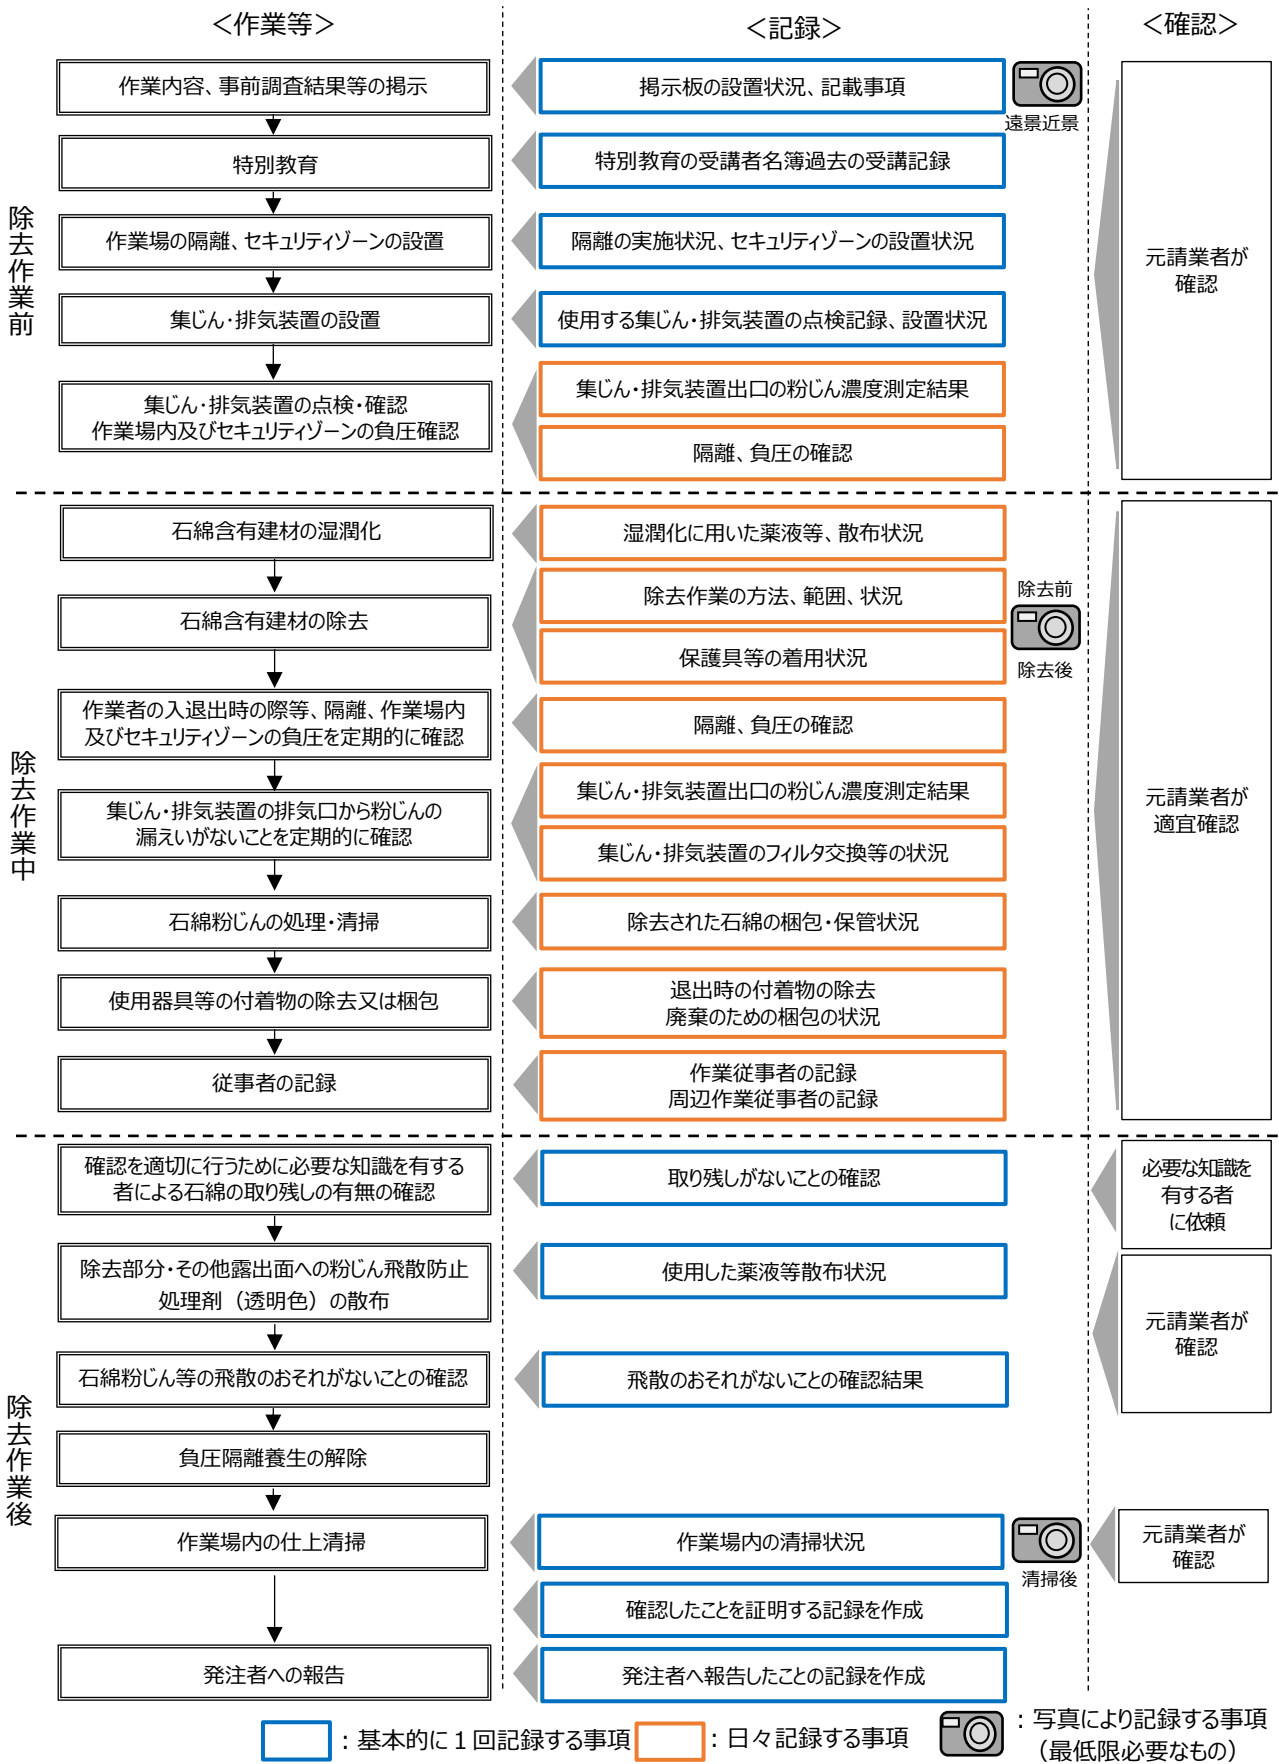 ＜作業等＞
＜記録＞
＜確認＞
除去作業前
作業内容、事前調査結果等の掲示
掲示板の設置状況、記載事項
遠景近景
特別教育
特別教育の受講者名簿過去の受講記録
作業場の隔離、セキュリティゾーンの設置
隔離の実施状況、セキュリティゾーンの設置状況
集じん・排気装置の設置
使用する集じん・排気装置の点検記録、設置状況
集じん・排気装置の点検・確認
作業場内及びセキュリティゾーンの負圧確認
集じん・排気装置出口の粉じん濃度測定結果
隔離、負圧の確認
元請業者が
確認
除去作業中
石綿含有建材の湿潤化
湿潤化に用いた薬液等、散布状況
石綿含有建材の除去
除去作業の方法、範囲、状況
保護具等の着用状況
除去前
除去後
作業者の入退出時の際等、隔離、作業場内
及びセキュリティゾーンの負圧を定期的に確認
隔離、負圧の確認
集じん・排気装置の排気口から粉じんの
漏えいがないことを定期的に確認
集じん・排気装置出口の粉じん濃度測定結果
集じん・排気装置のフィルタ交換等の状況
石綿粉じんの処理・清掃
除去された石綿の梱包・保管状況
使用器具等の付着物の除去又は梱包
退出時の付着物の除去
廃棄のための梱包の状況
従事者の記録
作業従事者の記録
周辺作業従事者の記録
元請業者が
適宜確認
除去作業後
確認を適切に行うために必要な知識を有する
者による石綿の取り残しの有無の確認
取り残しがないことの確認
必要な知識を
有する者
に依頼
除去部分・その他露出面への粉じん飛散防止
処理剤（透明色）の散布
使用した薬液等散布状況
石綿粉じん等の飛散のおそれがないことの確認
飛散のおそれがないことの確認結果
元請業者が
確認
負圧隔離養生の解除
作業場内の仕上清掃
作業場内の清掃状況
清掃後
元請業者が
確認
確認したことを証明する記録を作成
発注者への報告
発注者へ報告したことの記録を作成
：基本的に１回記録する事項
：日々記録する事項
：写真により記録する事項
（最低限必要なもの）